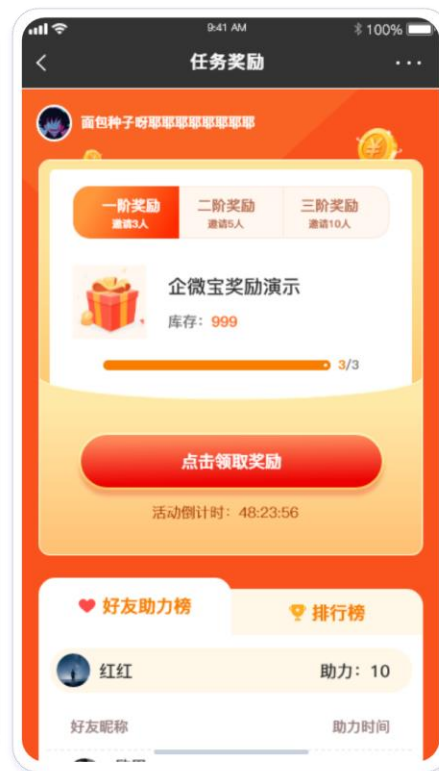 9:41 AM
100%
任务奖励
面包种子呀耶耶耶耶耶耶耶耶
一阶奖励 二阶奖励 三阶奖励
邀请3人 邀请5人 邀请10人
企微宝奖励演示
库存：999
3/3
点击领取奖励
活动倒计时：48:23:56
好友助力榜 排行榜
红红 助力：10
好友昵称 助力时间